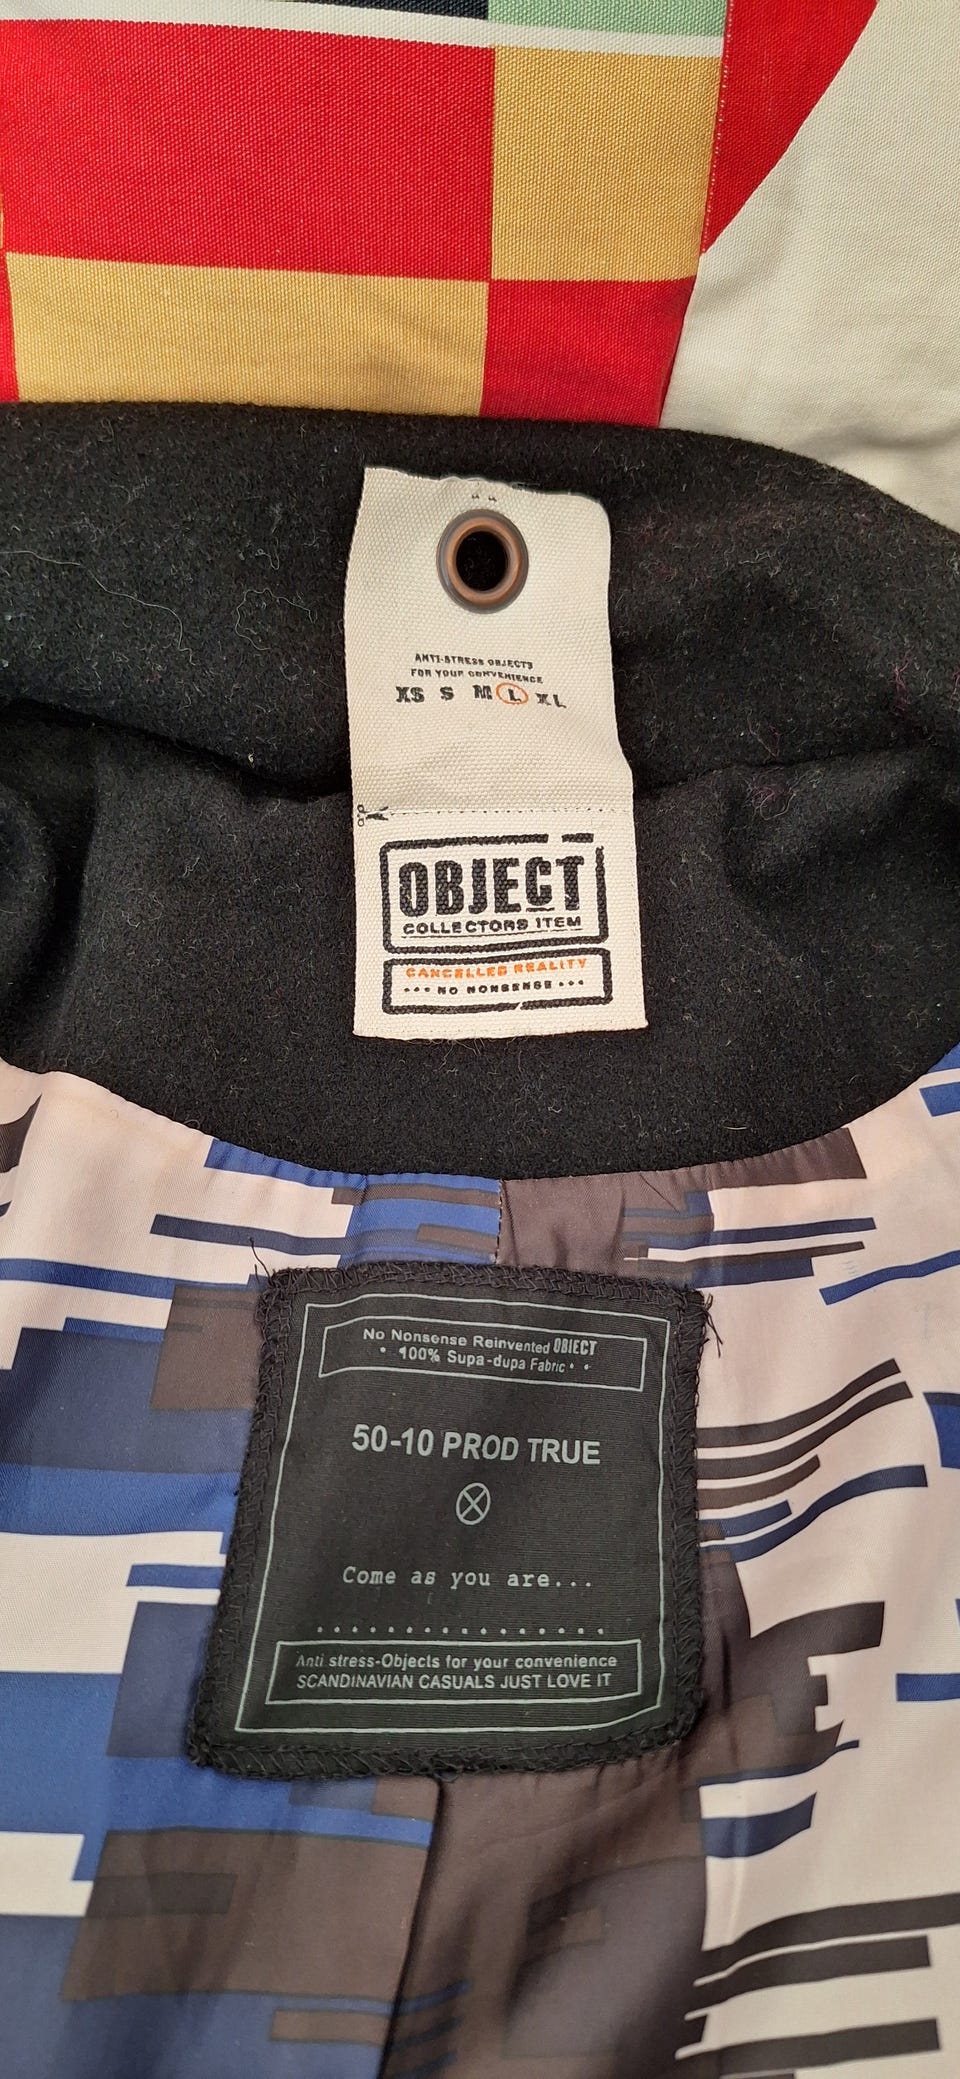 ANTI-STRESS OBJECTS
FOR YOUR CONVENIENCE
XS S M L XL
OBJECT
COLLECTORS ITEM
CANCELLED REALITY
••• NO NONSENSE •••
No Nonsense Reinvented OBJECT
• 100% Supa-dupa Fabric • •
50-10 PROD TRUE
Come as you are...
................
Anti stress-Objects for your convenience
SCANDINAVIAN CASUALS JUST LOVE IT